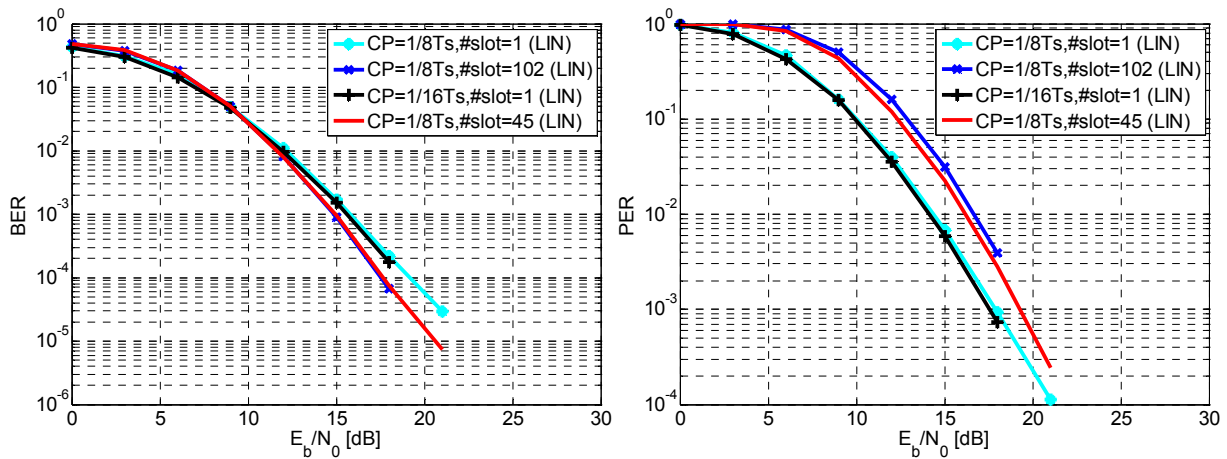 10^0
10^-1
10^-2
10^-3
10^-4
10^-5
10^-6
BER
CP=1/8Ts,#slot=1 (LIN)
CP=1/8Ts,#slot=102 (LIN)
CP=1/16Ts,#slot=1 (LIN)
CP=1/8Ts,#slot=45 (LIN)
0 5 10 15 20 25 30
E_b/N_0 [dB]
10^0
10^-1
10^-2
10^-3
10^-4
PER
CP=1/8Ts,#slot=1 (LIN)
CP=1/8Ts,#slot=102 (LIN)
CP=1/16Ts,#slot=1 (LIN)
CP=1/8Ts,#slot=45 (LIN)
0 5 10 15 20 25 30
E_b/N_0 [dB]